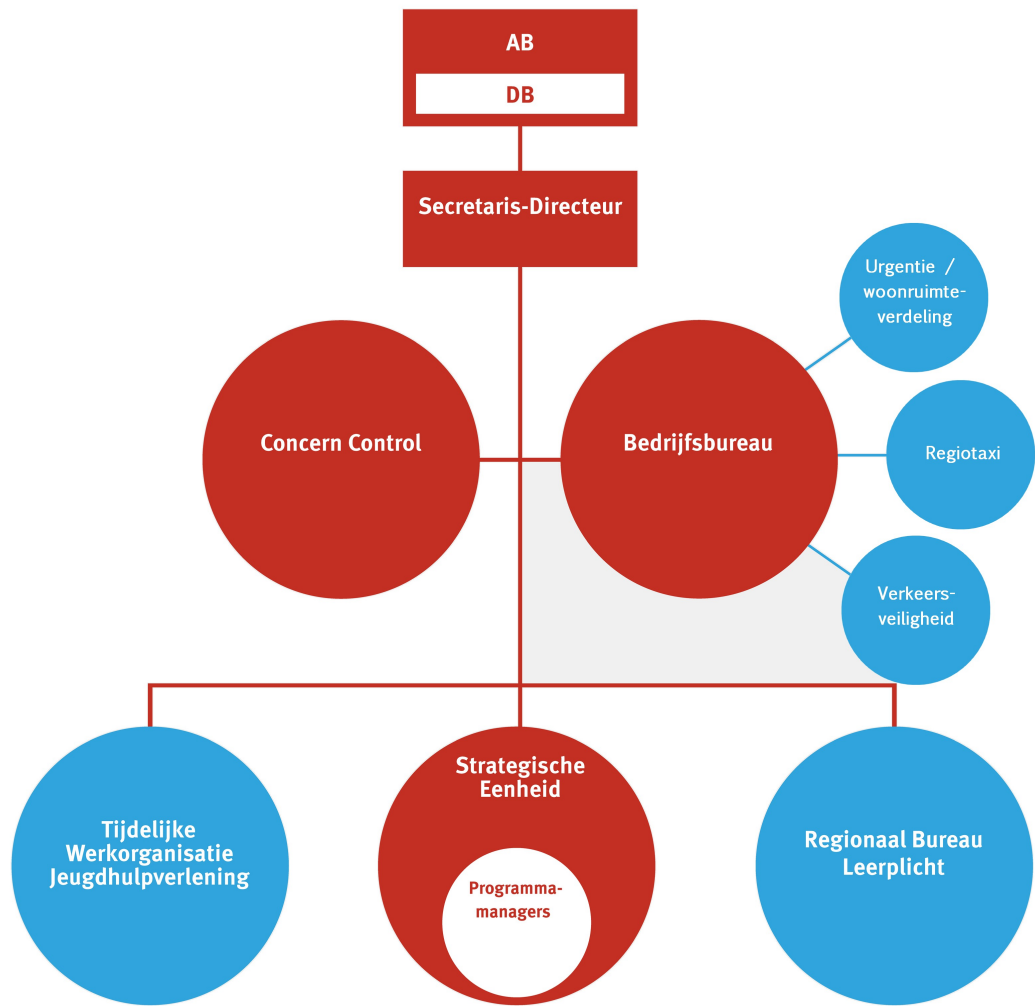 AB
DB
Secretaris-Directeur
Urgentie /
woonruimte-
verdeling
Concern Control
Bedrijfsbureau
Regiotaxi
Verkeers-
veiligheid
Tijdelijke
Werkorganisatie
Jeugdhulpverlening
Strategische
Eenheid
Programma-
managers
Regionaal Bureau
Leerplicht